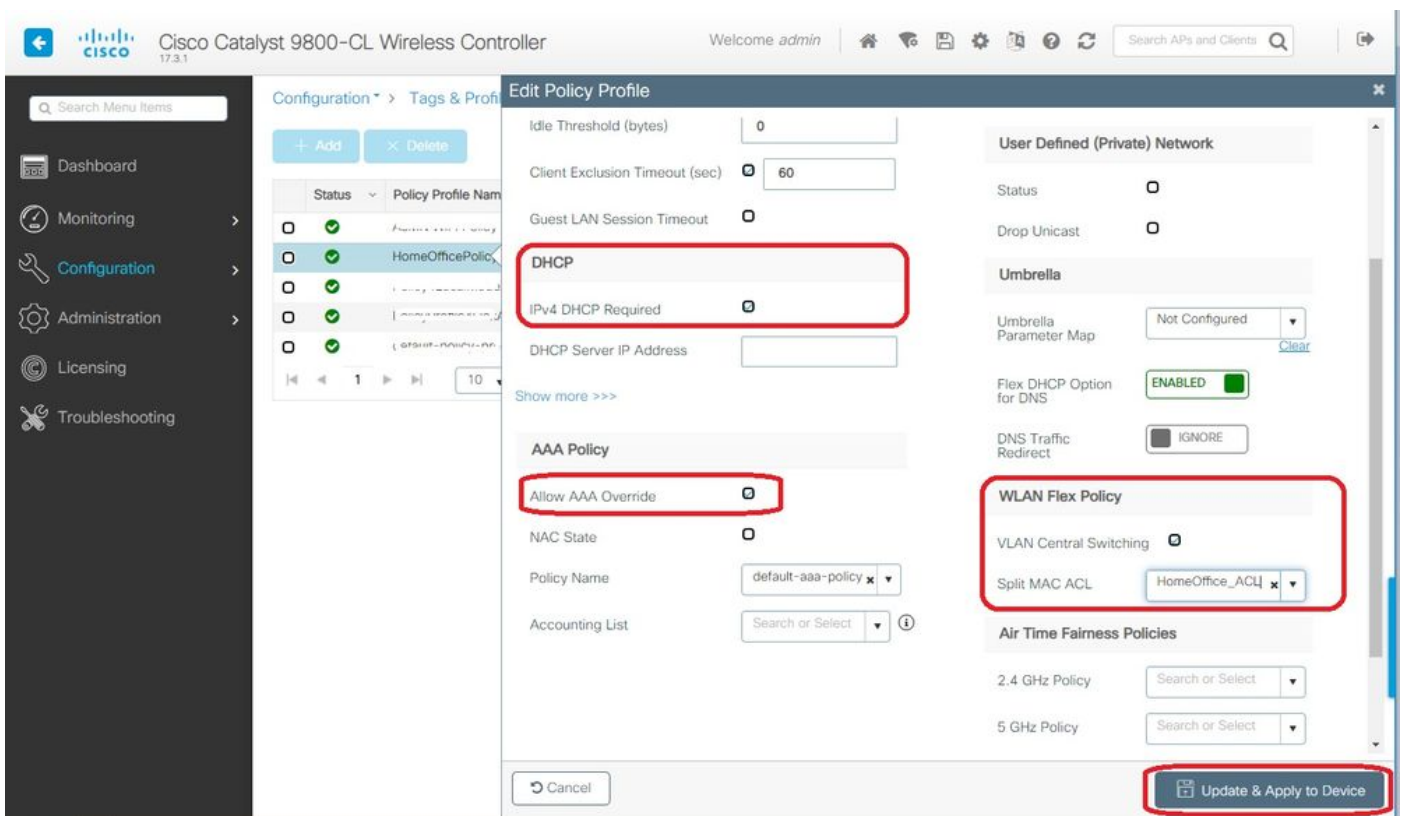 CISCO
Cisco Catalyst 9800-CL Wireless Controller
17.3.1
Welcome admin
Search APs and Clients
Search Menu Items
Dashboard
Monitoring
Configuration
Administration
Licensing
Troubleshooting
Configuration > Tags & Profi
+ Add
× Delete
Status
Policy Profile Nam
HomeOfficePolic
1
10
Edit Policy Profile
Idle Threshold (bytes)
0
Client Exclusion Timeout (sec)
60
Guest LAN Session Timeout
DHCP
IPv4 DHCP Required
DHCP Server IP Address
Show more >>>
AAA Policy
Allow AAA Override
NAC State
Policy Name
default-aaa-policy
Accounting List
Search or Select
User Defined (Private) Network
Status
Drop Unicast
Umbrella
Umbrella
Parameter Map
Not Configured
Clear
Flex DHCP Option
for DNS
ENABLED
DNS Traffic
Redirect
IGNORE
WLAN Flex Policy
VLAN Central Switching
Split MAC ACL
HomeOffice_ACL
Air Time Fairness Policies
2.4 GHz Policy
Search or Select
5 GHz Policy
Search or Select
Cancel
Update & Apply to Device